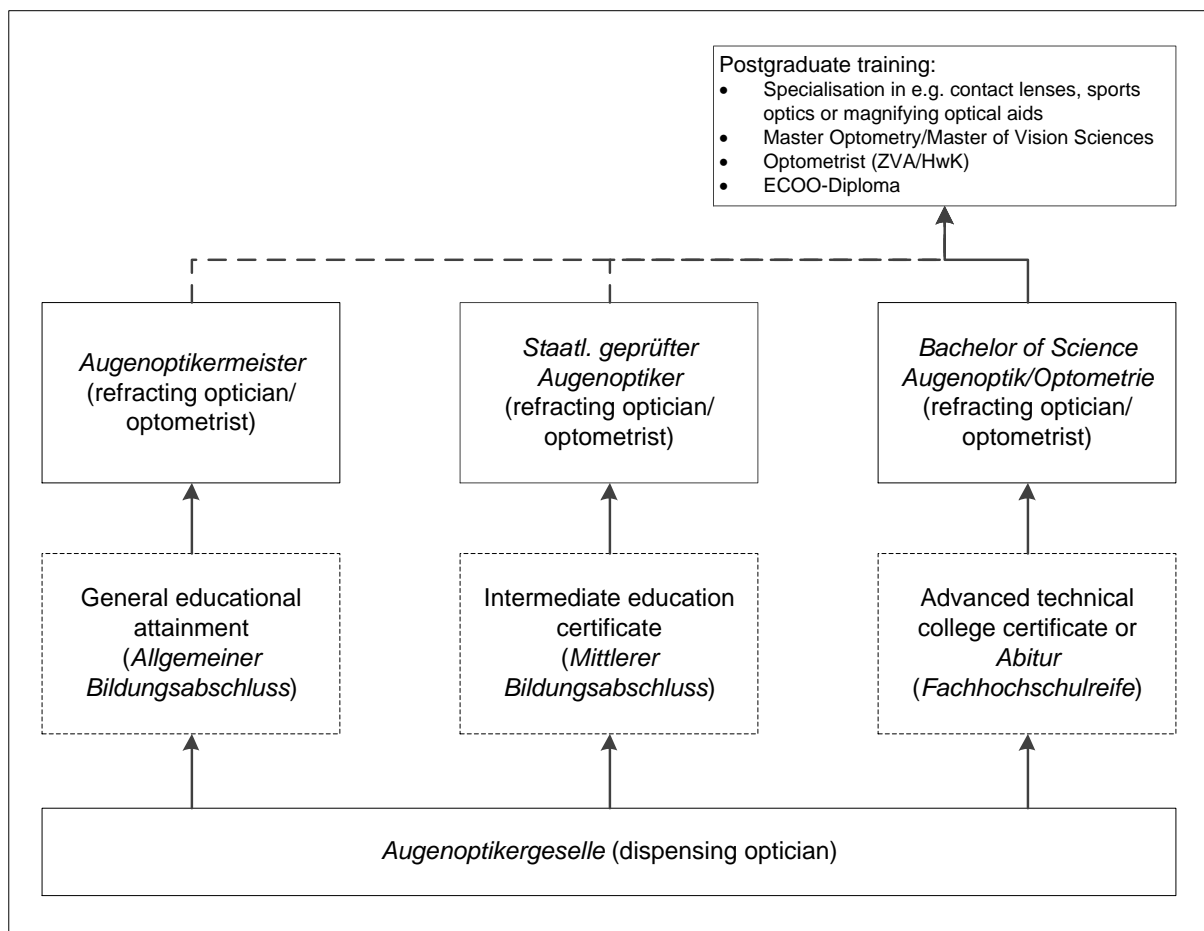 Postgraduate training:
• Specialisation in e.g. contact lenses, sports
optics or magnifying optical aids
• Master Optometry/Master of Vision Sciences
• Optometrist (ZVA/HwK)
• ECOO-Diploma
Augenoptikermeister
(refracting optician/
optometrist)
Staatl. geprüfter
Augenoptiker
(refracting optician/
optometrist)
Bachelor of Science
Augenoptik/Optometrie
(refracting optician/
optometrist)
General educational
attainment
(Allgemeiner
Bildungsabschluss)
Intermediate education
certificate
(Mittlerer
Bildungsabschluss)
Advanced technical
college certificate or
Abitur
(Fachhochschulreife)
Augenoptikergeselle (dispensing optician)